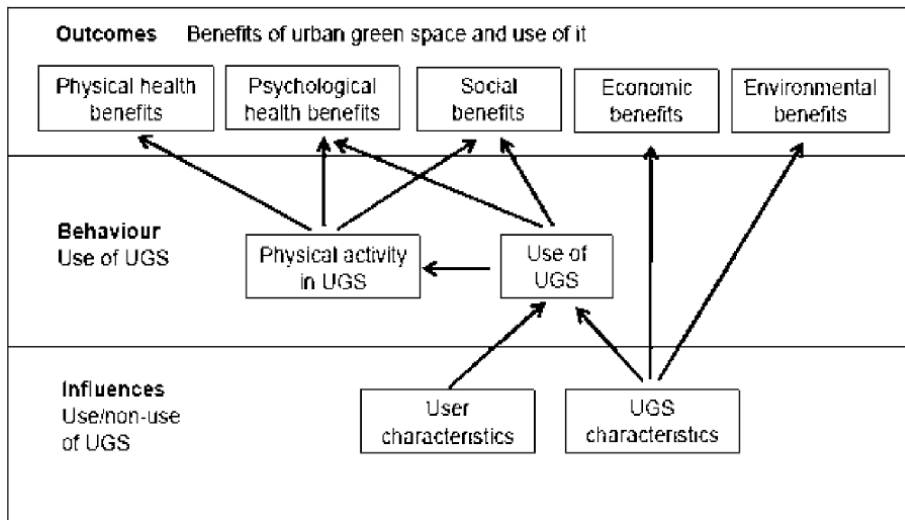 Outcomes Benefits of urban green space and use of it
Physical health
benefits
Psychological
health benefits
Social
benefits
Economic
benefits
Environmental
benefits
Behaviour
Use of UGS
Physical activity
in UGS
Use of
UGS
Influences
Use/non-use
of UGS
User
characteristics
UGS
characteristics